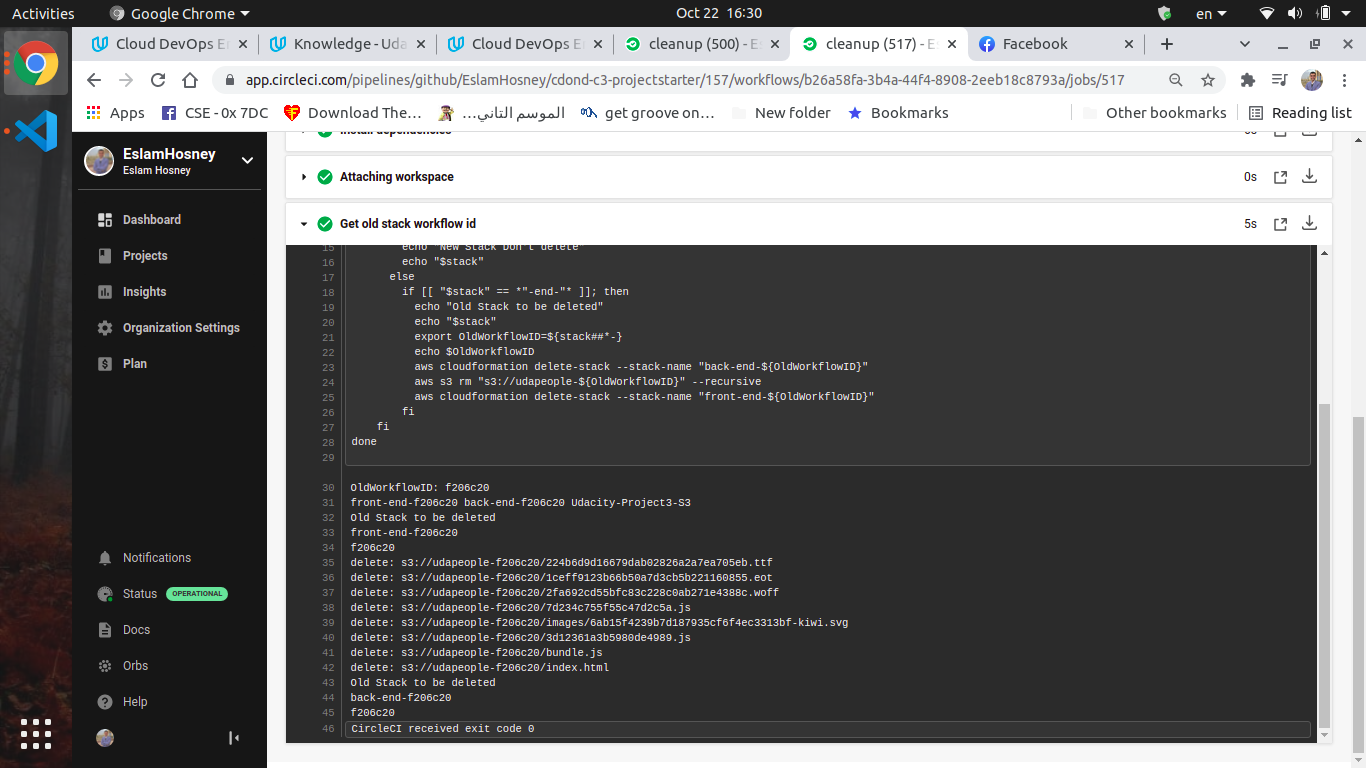 Activities
Google Chrome
Oct 22 16:30
en
Cloud DevOps E
Knowledge - Uda
Cloud DevOps E
cleanup (500) - E
cleanup (517) - Es
Facebook
app.circleci.com/pipelines/github/EslamHosney/cdond-c3-projectstarter/157/workflows/b26a58fa-3b4a-44f4-8908-2eeb18c8793a/jobs/517
Apps
CSE - 0x 7DC
Download The…
الموسم التاني…
get groove on…
New folder
Bookmarks
Other bookmarks
Reading list
EslamHosney
Eslam Hosney
Dashboard
Projects
Insights
Organization Settings
Plan
Notifications
Status OPERATIONAL
Docs
Orbs
Help
Install dependencies
Attaching workspace 0s
Get old stack workflow id 5s
15 echo "New Stack Don't delete"
16 echo "$stack"
17 else
18 if [[ "$stack" == *"-end-"* ]]; then
19 echo "Old Stack to be deleted"
20 echo "$stack"
21 export OldWorkflowID=${stack##*-}
22 echo $OldWorkflowID
23 aws cloudformation delete-stack --stack-name "back-end-${OldWorkflowID}"
24 aws s3 rm "s3://udapeople-${OldWorkflowID}" --recursive
25 aws cloudformation delete-stack --stack-name "front-end-${OldWorkflowID}"
26 fi
27 fi
28 done
29
30 OldWorkflowID: f206c20
31 front-end-f206c20 back-end-f206c20 Udacity-Project3-S3
32 Old Stack to be deleted
33 front-end-f206c20
34 f206c20
35 delete: s3://udapeople-f206c20/224b6d9d16679dab02826a2a7ea705eb.ttf
36 delete: s3://udapeople-f206c20/1ceff9123b66b50a7d3cb5b221160855.eot
37 delete: s3://udapeople-f206c20/2fa692cd55bfc83c228c0ab271e4388c.woff
38 delete: s3://udapeople-f206c20/7d234c755f55c47d2c5a.js
39 delete: s3://udapeople-f206c20/images/6ab15f4239b7d187935cf6f4ec3313bf-kiwi.svg
40 delete: s3://udapeople-f206c20/3d12361a3b5980de4989.js
41 delete: s3://udapeople-f206c20/bundle.js
42 delete: s3://udapeople-f206c20/index.html
43 Old Stack to be deleted
44 back-end-f206c20
45 f206c20
46 CircleCI received exit code 0